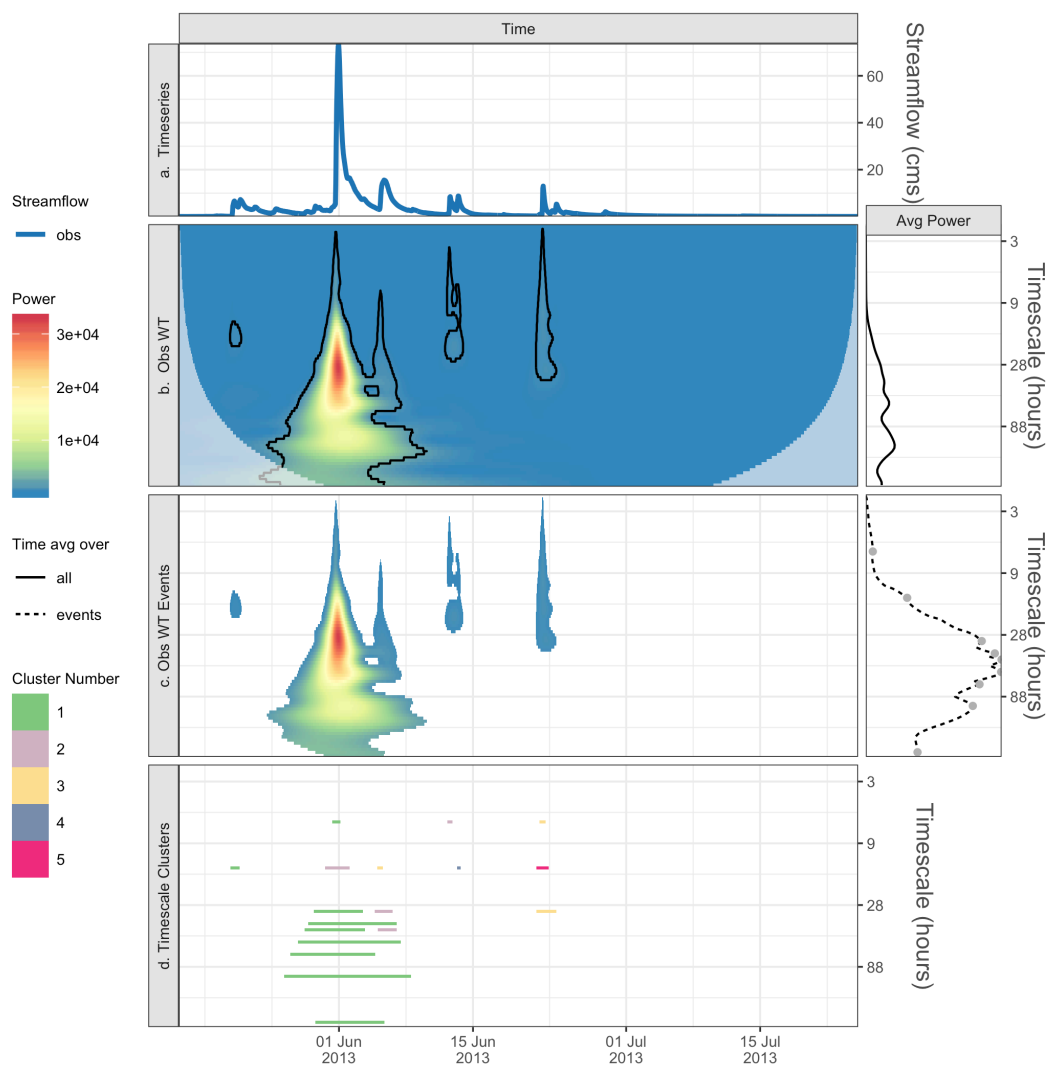 Time
a. Timeseries
60
40
20
Streamflow (cms)
Streamflow
obs
Avg Power
b. Obs WT
3
9
28
88
Timescale (hours)
Power
3e+04
2e+04
1e+04
Time avg over
all
events
c. Obs WT Events
3
9
28
88
Timescale (hours)
Cluster Number
1
2
3
4
5
d. Timescale Clusters
3
9
28
88
Timescale (hours)
01 Jun
2013
15 Jun
2013
01 Jul
2013
15 Jul
2013